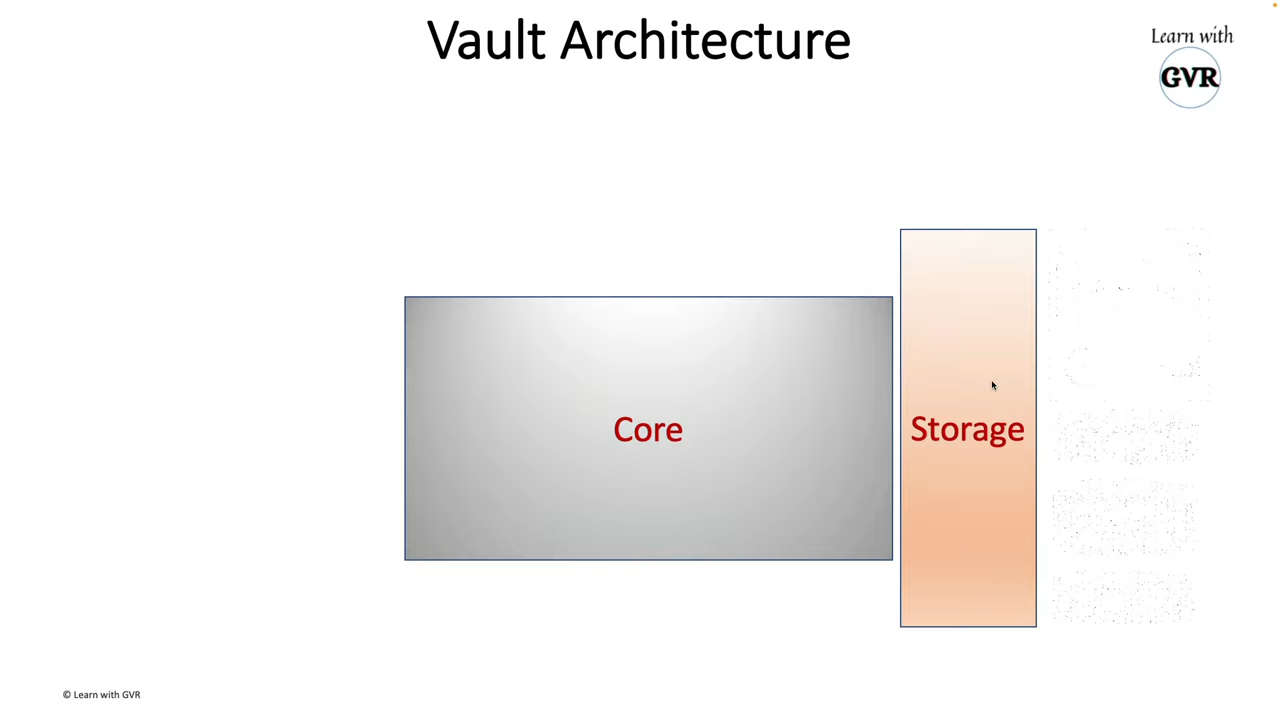 Vault Architecture
Learn with
GVR
Core
Storage
© Learn with GVR